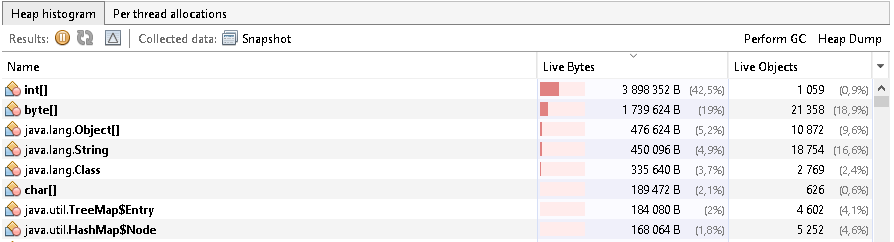 Heap histogram Per thread allocations
Results: Collected data: Snapshot Perform GC Heap Dump
Name Live Bytes Live Objects
int[] 3 898 352 B (42,5%) 1 059 (0,9%)
byte[] 1 739 624 B (19%) 21 358 (18,9%)
java.lang.Object[] 476 624 B (5,2%) 10 872 (9,6%)
java.lang.String 450 096 B (4,9%) 18 754 (16,6%)
java.lang.Class 335 640 B (3,7%) 2 769 (2,4%)
char[] 189 472 B (2,1%) 626 (0,6%)
java.util.TreeMap$Entry 184 080 B (2%) 4 602 (4,1%)
java.util.HashMap$Node 168 064 B (1,8%) 5 252 (4,6%)